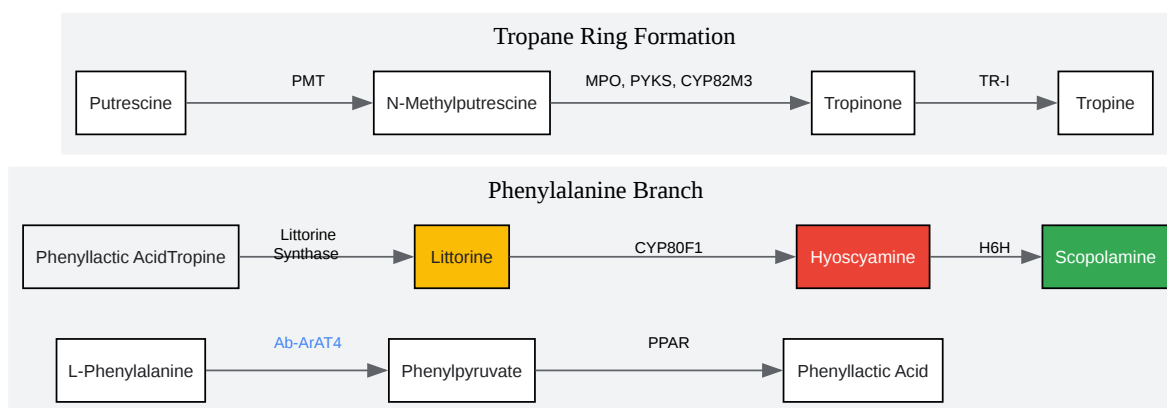 Tropane Ring Formation
Putrescine
PMT
N-Methylputrescine
MPO, PYKS, CYP82M3
Tropinone
TR-I
Tropine
Phenylalanine Branch
Phenyllactic AcidTropine
Littorine
Synthase
Littorine
CYP80F1
Hyoscyamine
H6H
Scopolamine
L-Phenylalanine
Ab-ArAT4
Phenylpyruvate
PPAR
Phenyllactic Acid